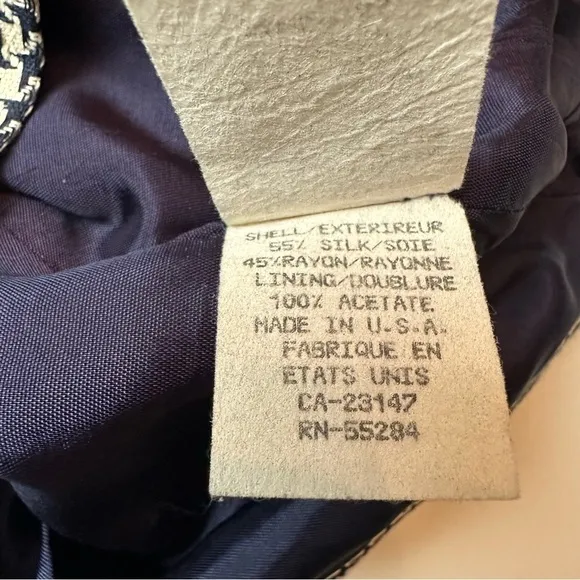 SHELL/EXTERIREUR
55% SILK/SOIE
45%RAYON/RAYONNE
LINING/DOUBLURE
100% ACETATE
MADE IN U.S.A.
FABRIQUE EN
ETATS UNIS
CA-23147
RN-55284